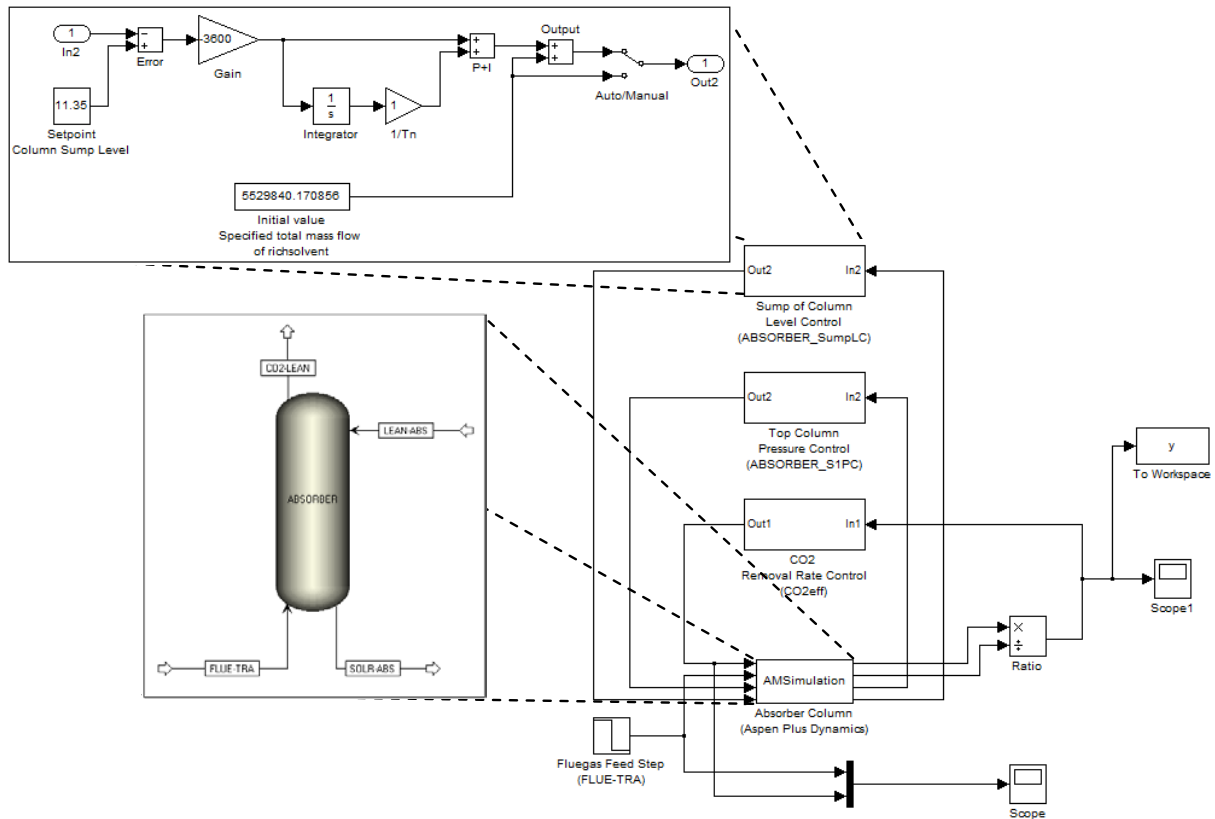 1
In2
−
+
Error
-3600
Gain
11.35
Setpoint
Column Sump Level
1
s
Integrator
1
1/Tn
+
+
P+I
Output
+
+
Auto/Manual
1
Out2
5529840.170856
Initial value
Specified total mass flow
of richsolvent
Out2
In2
Sump of Column
Level Control
(ABSORBER_SumpLC)
CO2-LEAN
LEAN-ABS
ABSORBER
FLUE-TRA
SOLR-ABS
Out2
In2
Top Column
Pressure Control
(ABSORBER_S1PC)
Out1
In1
CO2
Removal Rate Control
(CO2eff)
y
To Workspace
Scope1
×
÷
Ratio
AMSimulation
Absorber Column
(Aspen Plus Dynamics)
Fluegas Feed Step
(FLUE-TRA)
Scope